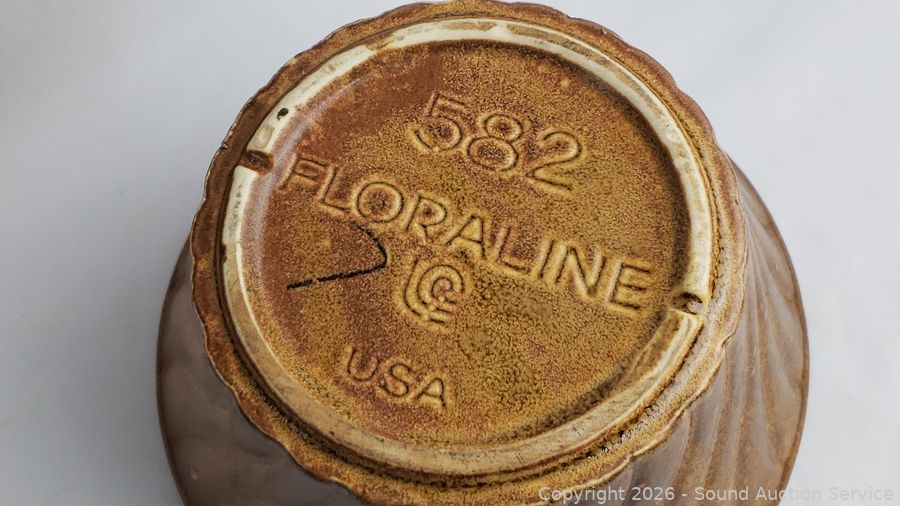 582
FLORALINE
USA
Copyright 2026 - Sound Auction Service